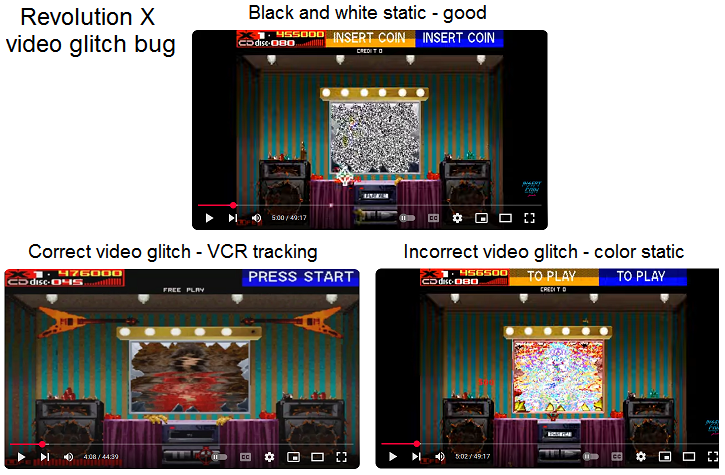 Revolution X
video glitch bug
Black and white static - good
455000
CD disc-080
INSERT COIN
INSERT COIN
CREDIT 0
INSERT
COIN
5:00 / 49:17
Correct video glitch - VCR tracking
476000
CD disc-045
PRESS START
FREE PLAY
4:08 / 44:39
Incorrect video glitch - color static
456500
CD disc-080
TO PLAY
TO PLAY
CREDIT 0
5:02 / 49:17